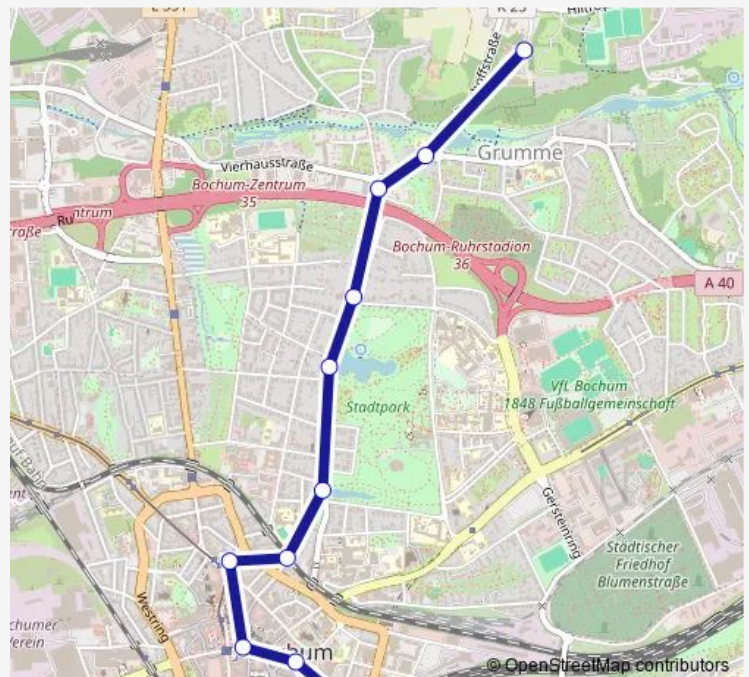 Grumme
Vierhausstraße
Bochum-Zentrum
35
Bochum-Ruhrstadion
36
A 40
VfL Bochum
1848 Fußballgemeinschaft
Stadtpark
Gersteinring
Städtischer
Friedhof
Blumenstraße
Westring
© OpenStreetMap contributors